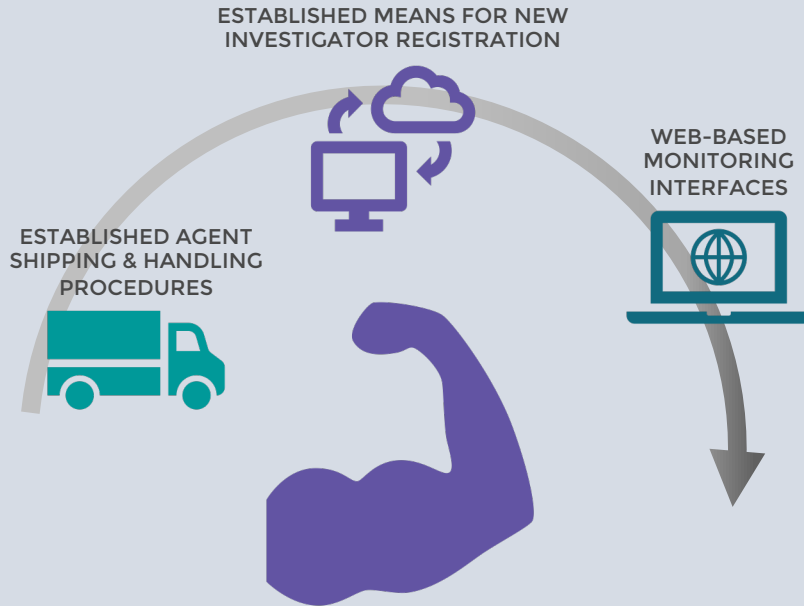 ESTABLISHED MEANS FOR NEW
INVESTIGATOR REGISTRATION
WEB-BASED
MONITORING
INTERFACES
ESTABLISHED AGENT
SHIPPING & HANDLING
PROCEDURES